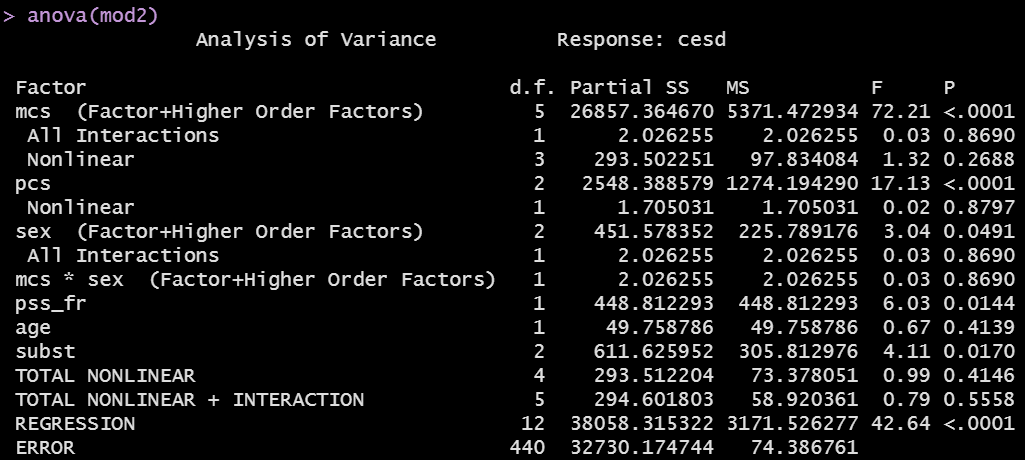 > anova(mod2)
Analysis of Variance Response: cesd
Factor d.f. Partial SS MS F P
mcs (Factor+Higher Order Factors) 5 26857.364670 5371.472934 72.21 <.0001
All Interactions 1 2.026255 2.026255 0.03 0.8690
Nonlinear 3 293.502251 97.834084 1.32 0.2688
pcs 2 2548.388579 1274.194290 17.13 <.0001
Nonlinear 1 1.705031 1.705031 0.02 0.8797
sex (Factor+Higher Order Factors) 2 451.578352 225.789176 3.04 0.0491
All Interactions 1 2.026255 2.026255 0.03 0.8690
mcs * sex (Factor+Higher Order Factors) 1 2.026255 2.026255 0.03 0.8690
pss_fr 1 448.812293 448.812293 6.03 0.0144
age 1 49.758786 49.758786 0.67 0.4139
subst 2 611.625952 305.812976 4.11 0.0170
TOTAL NONLINEAR 4 293.512204 73.378051 0.99 0.4146
TOTAL NONLINEAR + INTERACTION 5 294.601803 58.920361 0.79 0.5558
REGRESSION 12 38058.315322 3171.526277 42.64 <.0001
ERROR 440 32730.174744 74.386761